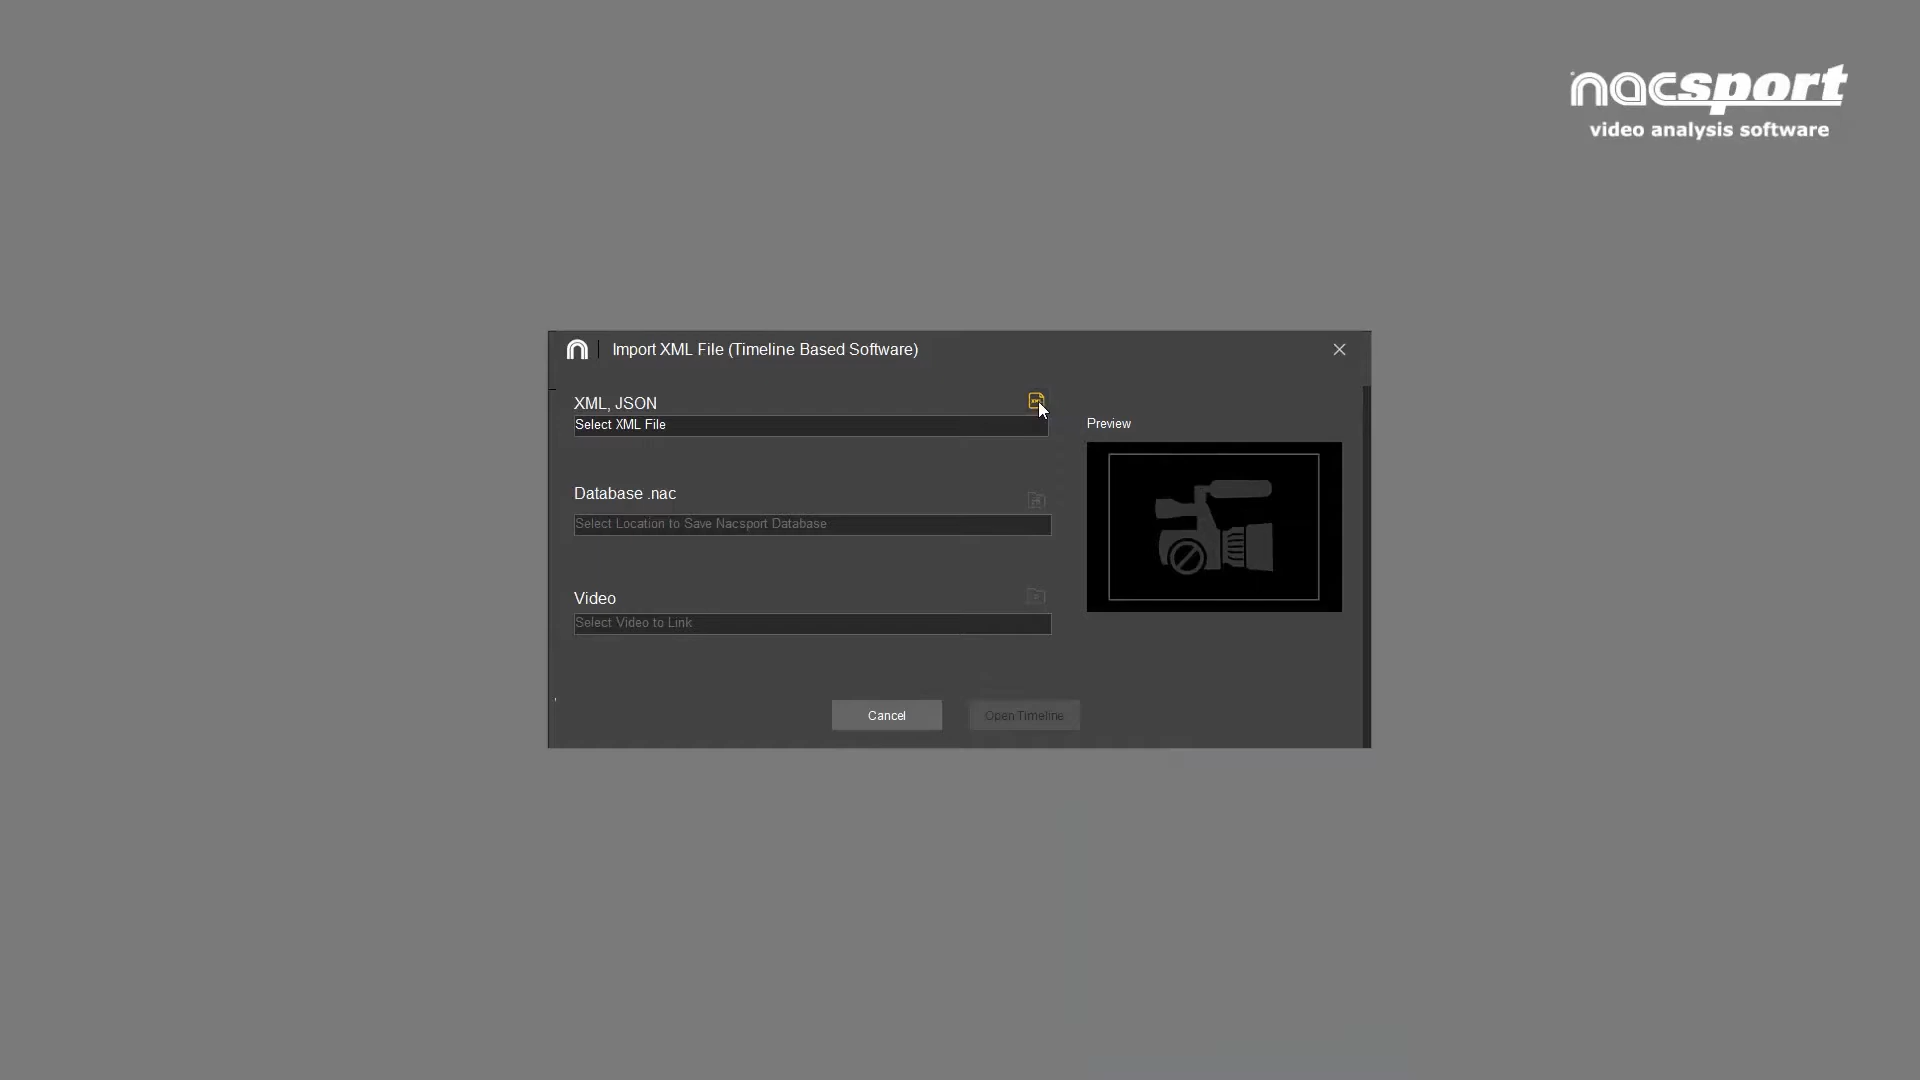 nacsport
video analysis software
Import XML File (Timeline Based Software)
XML, JSON
Select XML File
Preview
Database .nac
Select Location to Save Nacsport Database
Video
Select Video to Link
Cancel
Open Timeline